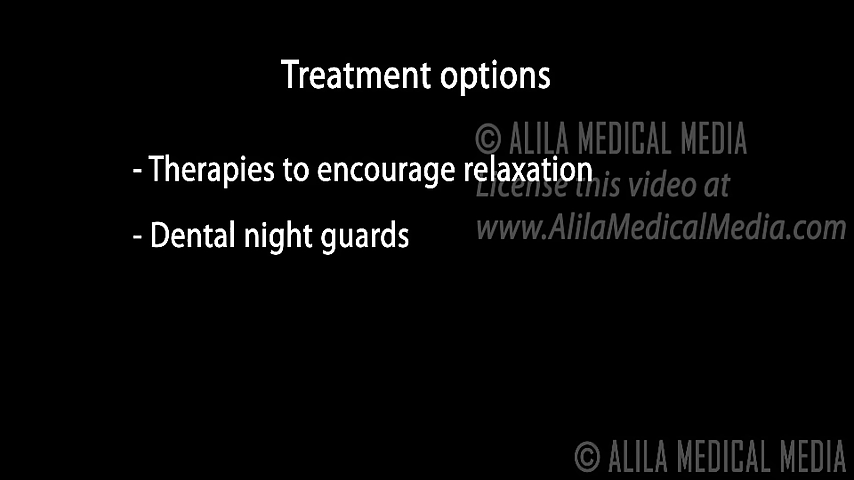 Treatment options
© ALILA MEDICAL MEDIA
- Therapies to encourage relaxation
License this video at
www.AlilaMedicalMedia.com
- Dental night guards
© ALILA MEDICAL MEDIA